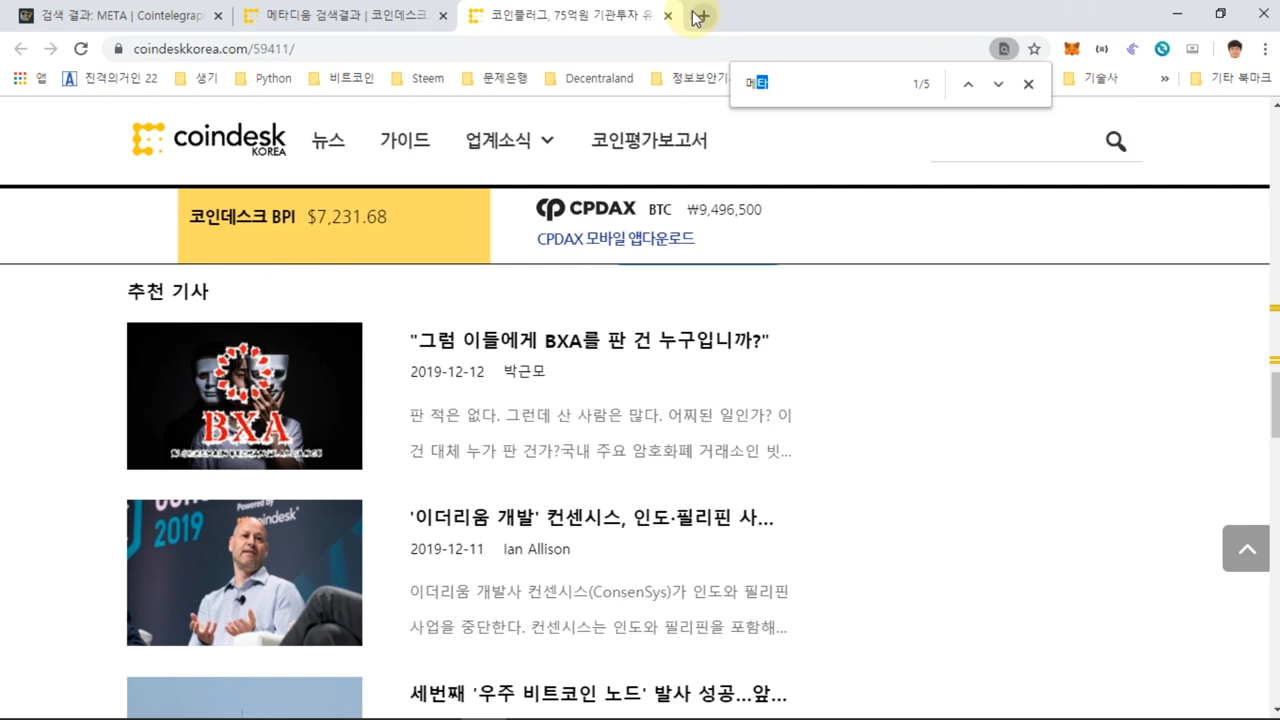 검색 결과: META | Cointelegraph
메타디움 검색결과 | 코인데스크
코인플러그, 75억원 기관투자 유
coindeskkorea.com/59411/
앱
진격의거인 22
생기
Python
비트코인
Steem
문제은행
Decentraland
정보보안기
기술사
»
기타 북마크
메타
1/5
coindesk
KOREA
뉴스
가이드
업계소식
코인평가보고서
코인데스크 BPI $7,231.68
CPDAX BTC ₩9,496,500
CPDAX 모바일 앱다운로드
추천 기사
BXA
"그럼 이들에게 BXA를 판 건 누구입니까?"
2019-12-12 박근모
판 적은 없다. 그런데 산 사람은 많다. 어찌된 일인가? 이
건 대체 누가 판 건가?국내 주요 암호화폐 거래소인 빗...
2019
Powered by
coindesk
'이더리움 개발' 컨센시스, 인도·필리핀 사...
2019-12-11 Ian Allison
이더리움 개발사 컨센시스(ConsenSys)가 인도와 필리핀
사업을 중단한다. 컨센시스는 인도와 필리핀을 포함해...
세번째 '우주 비트코인 노드' 발사 성공...앞...